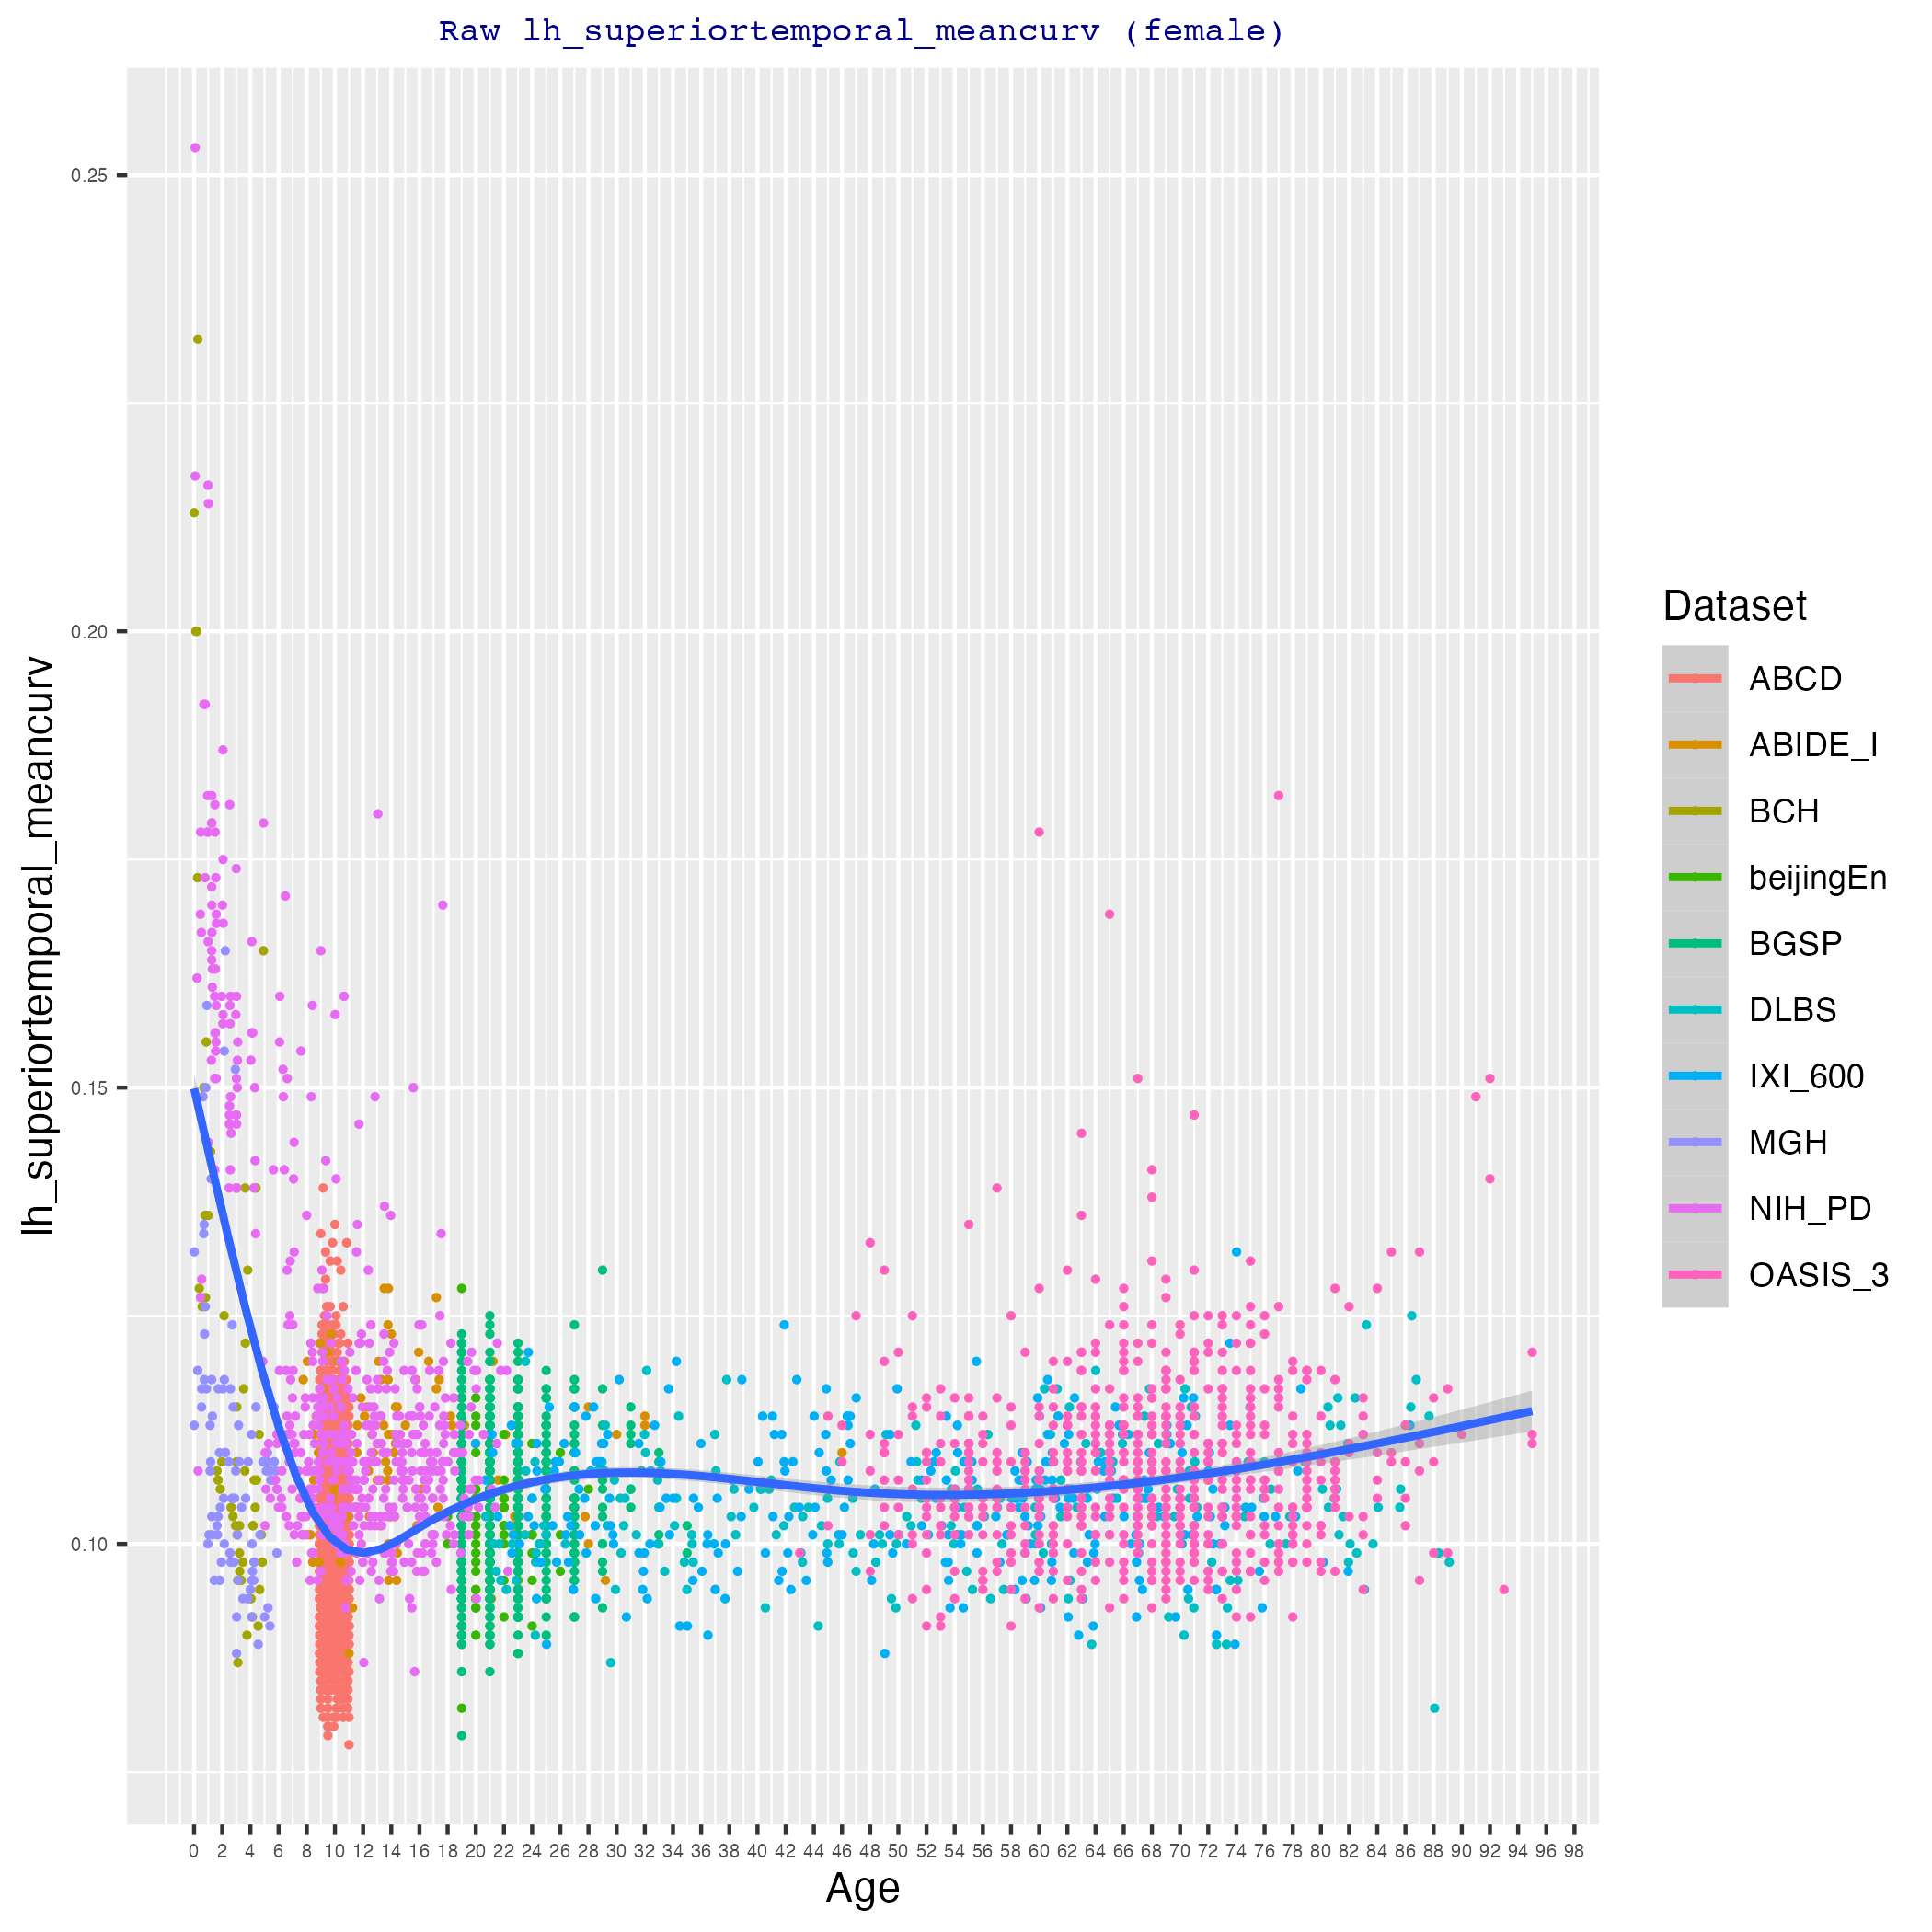 Raw lh_superiortemporal_meancurv (female)
lh_superiortemporal_meancurv
0.25
0.20
0.15
0.10
0 2 4 6 8 10 12 14 16 18 20 22 24 26 28 30 32 34 36 38 40 42 44 46 48 50 52 54 56 58 60 62 64 66 68 70 72 74 76 78 80 82 84 86 88 90 92 94 96 98
Age
Dataset
ABCD
ABIDE_I
BCH
beijingEn
BGSP
DLBS
IXI_600
MGH
NIH_PD
OASIS_3